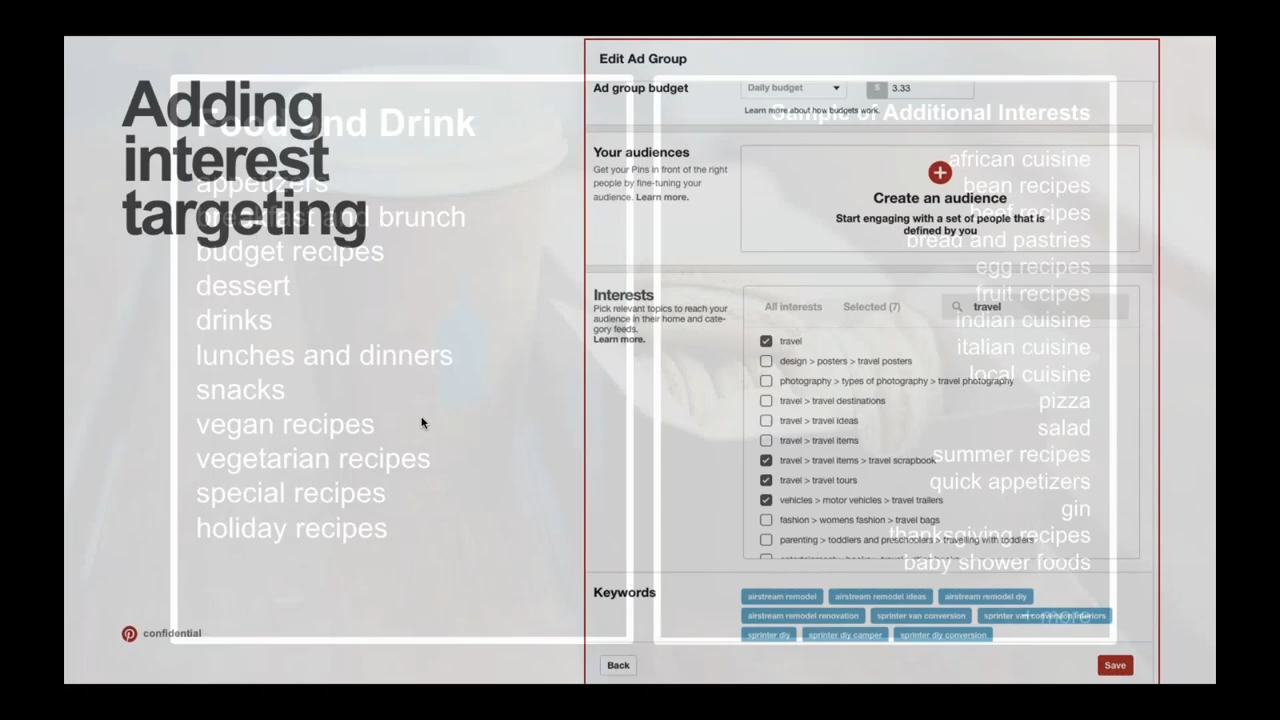 Adding
interest
targeting
Food and Drink
appetizers
breakfast and brunch
budget recipes
dessert
drinks
lunches and dinners
snacks
vegan recipes
vegetarian recipes
special recipes
holiday recipes
confidential
Edit Ad Group
Ad group budget
Daily budget
$ 3.33
Learn more about how budgets work.
Your audiences
Get your Pins in front of the right
people by fine-tuning your
audience. Learn more.
Create an audience
Start engaging with a set of people that is
defined by you
Interests
Pick relevant topics to reach your
audience in their home and cate-
gory feeds.
Learn more.
All interests Selected (7) travel
travel
design > posters > travel posters
photography > types of photography > travel photography
travel > travel destinations
travel > travel ideas
travel > travel items
travel > travel items > travel scrapbook
travel > travel tours
vehicles > motor vehicles > travel trailers
fashion > womens fashion > travel bags
parenting > toddlers and preschoolers > travelling with toddlers
Keywords
airstream remodel airstream remodel ideas airstream remodel diy
airstream remodel renovation sprinter van conversion sprinter van conversion interiors
sprinter diy sprinter diy camper sprinter diy conversion
Back
Save
Sample of Additional Interests
african cuisine
bean recipes
beef recipes
bread and pastries
egg recipes
fruit recipes
indian cuisine
italian cuisine
local cuisine
pizza
salad
summer recipes
quick appetizers
gin
thanksgiving recipes
baby shower foods
+ more